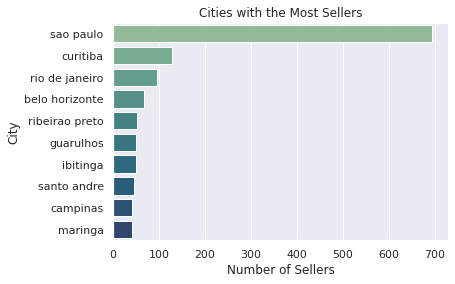 Cities with the Most Sellers
City
sao paulo
curitiba
rio de janeiro
belo horizonte
ribeirao preto
guarulhos
ibitinga
santo andre
campinas
maringa
0 100 200 300 400 500 600 700
Number of Sellers